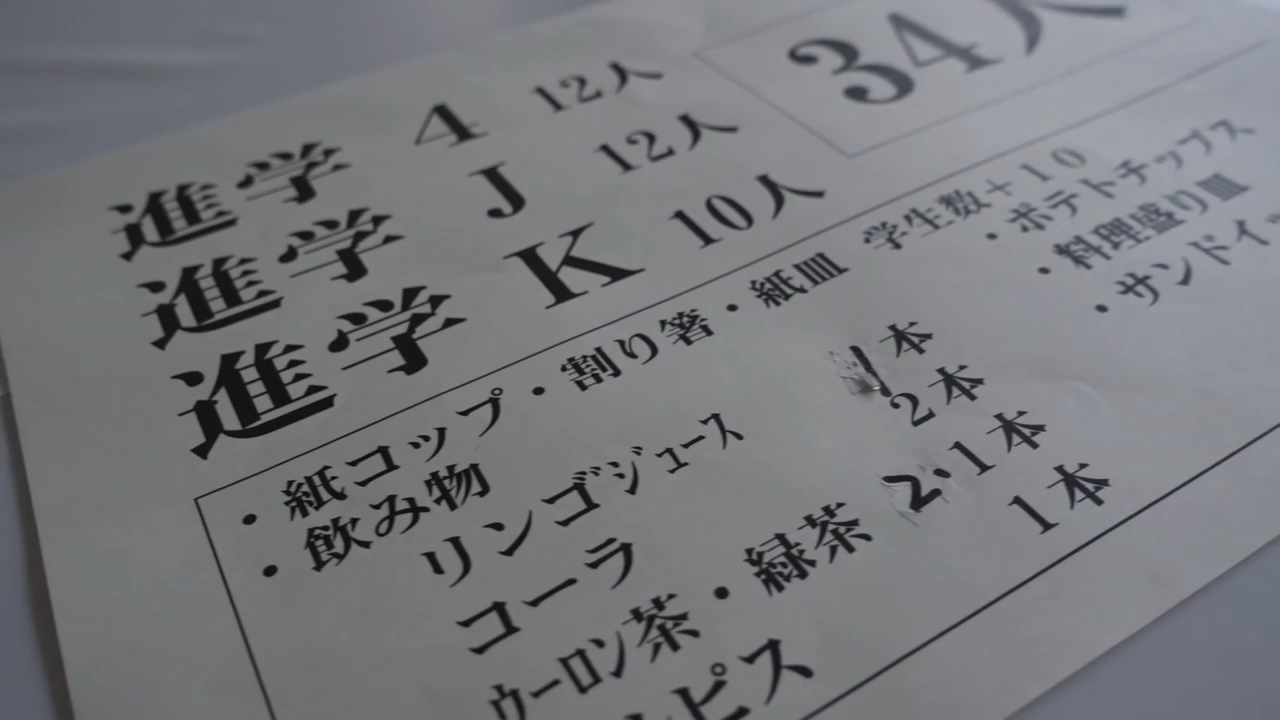 進学 4 12人
進学 J 12人
進学 K 10人
34人
・紙コップ・割り箸・紙皿 学生数+10
・飲み物
リンゴジュース 1本
コーラ 2本
ウーロン茶・緑茶 2・1本
ピス 1本
・ポテトチップス
・料理盛り皿
・サンドイッ